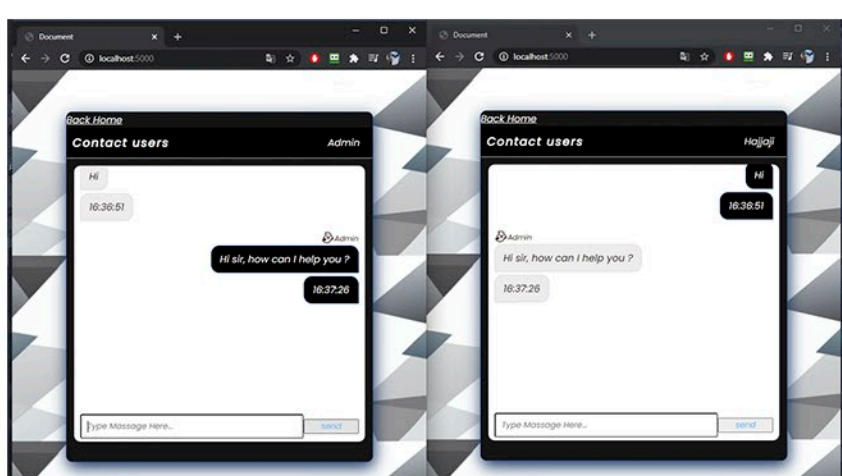 Document
localhost:5000
Back Home
Contact users
Admin
Hi
16:36:51
Admin
Hi sir, how can I help you ?
16:37:26
Type Massage Here...
send
Document
localhost:5000
Back Home
Contact users
Hajjaji
Hi
16:36:51
Admin
Hi sir, how can I help you ?
16:37:26
Type Massage Here...
send